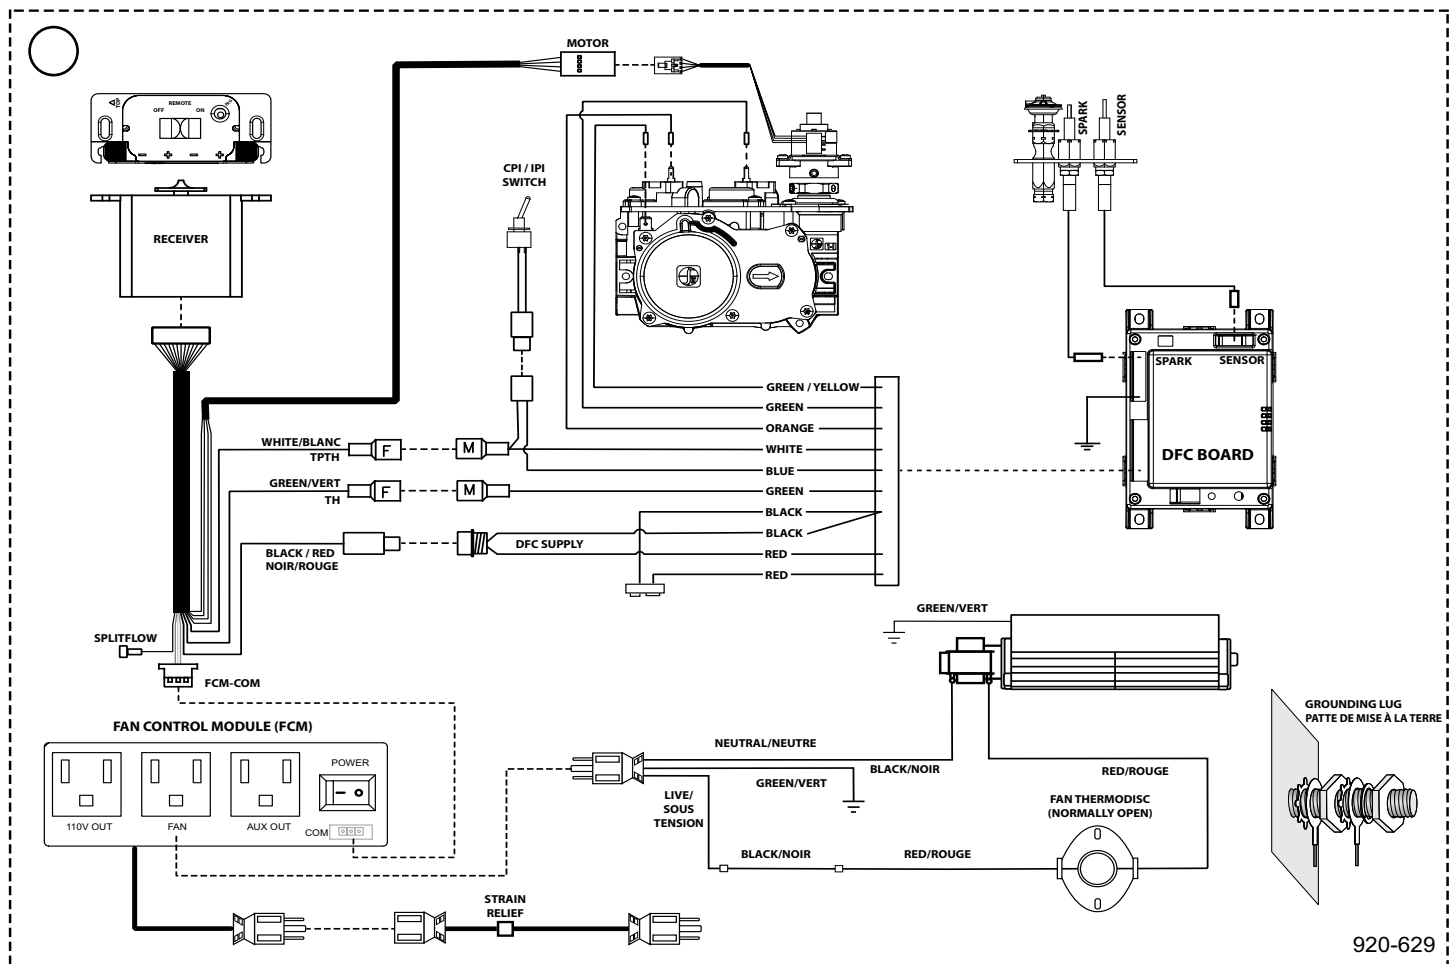 MOTOR
TOP
REMOTE
OFF
ON
RECEIVER
CPI / IPI
SWITCH
SPARK
SENSOR
SPARK
SENSOR
DFC BOARD
GREEN / YELLOW
GREEN
ORANGE
WHITE
BLUE
GREEN
BLACK
BLACK
RED
RED
WHITE/BLANC
TPTH
F
M
GREEN/VERT
TH
F
M
BLACK / RED
NOIR/ROUGE
DFC SUPPLY
SPLITFLOW
FCM-COM
FAN CONTROL MODULE (FCM)
110V OUT
FAN
AUX OUT
POWER
COM
GREEN/VERT
NEUTRAL/NEUTRE
BLACK/NOIR
GREEN/VERT
LIVE/
SOUS
TENSION
RED/ROUGE
FAN THERMODISC
(NORMALLY OPEN)
BLACK/NOIR
RED/ROUGE
GROUNDING LUG
PATTE DE MISE À LA TERRE
STRAIN
RELIEF
920-629